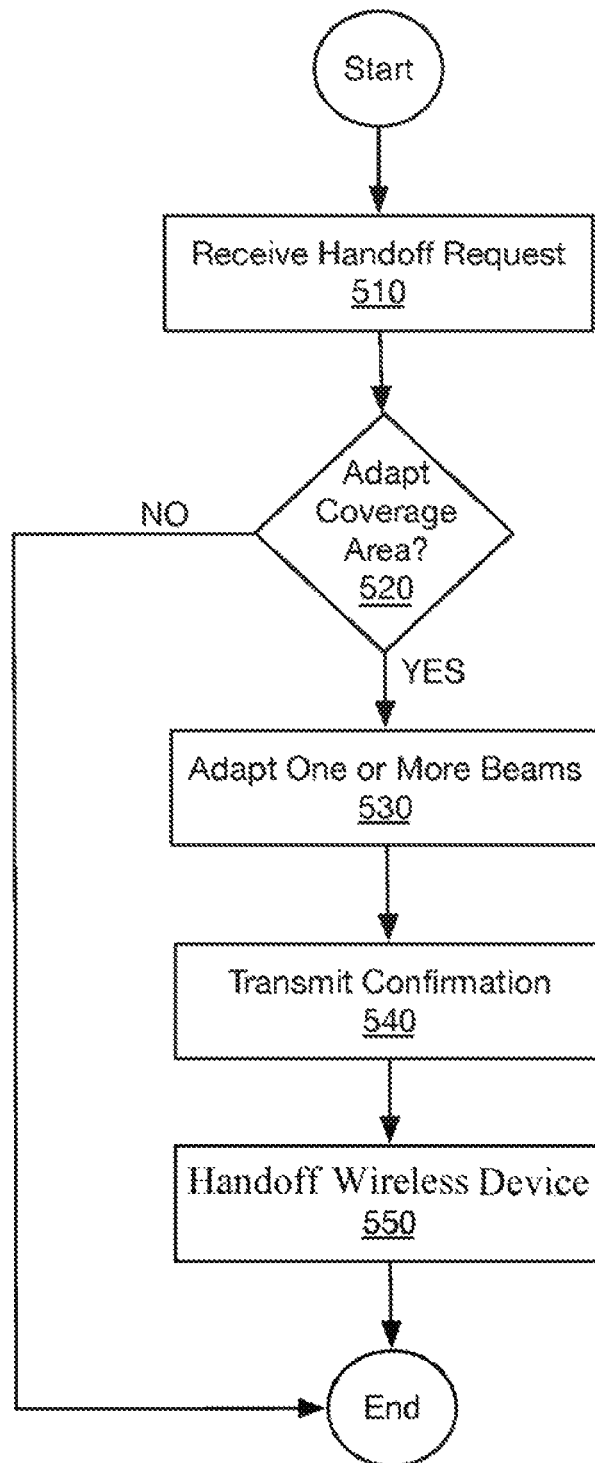 Start
Receive Handoff Request
510
Adapt
Coverage
Area?
520
NO
YES
Adapt One or More Beams
530
Transmit Confirmation
540
Handoff Wireless Device
550
End